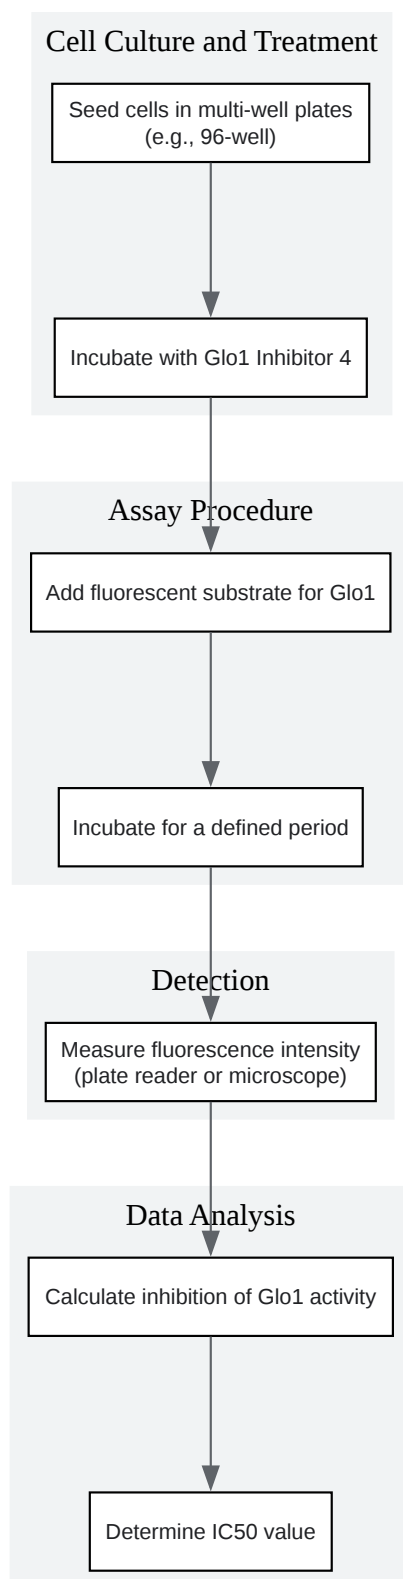 Cell Culture and Treatment
Seed cells in multi-well plates
(e.g., 96-well)
Incubate with Glo1 Inhibitor 4
Assay Procedure
Add fluorescent substrate for Glo1
Incubate for a defined period
Detection
Measure fluorescence intensity
(plate reader or microscope)
Data Analysis
Calculate inhibition of Glo1 activity
Determine IC50 value